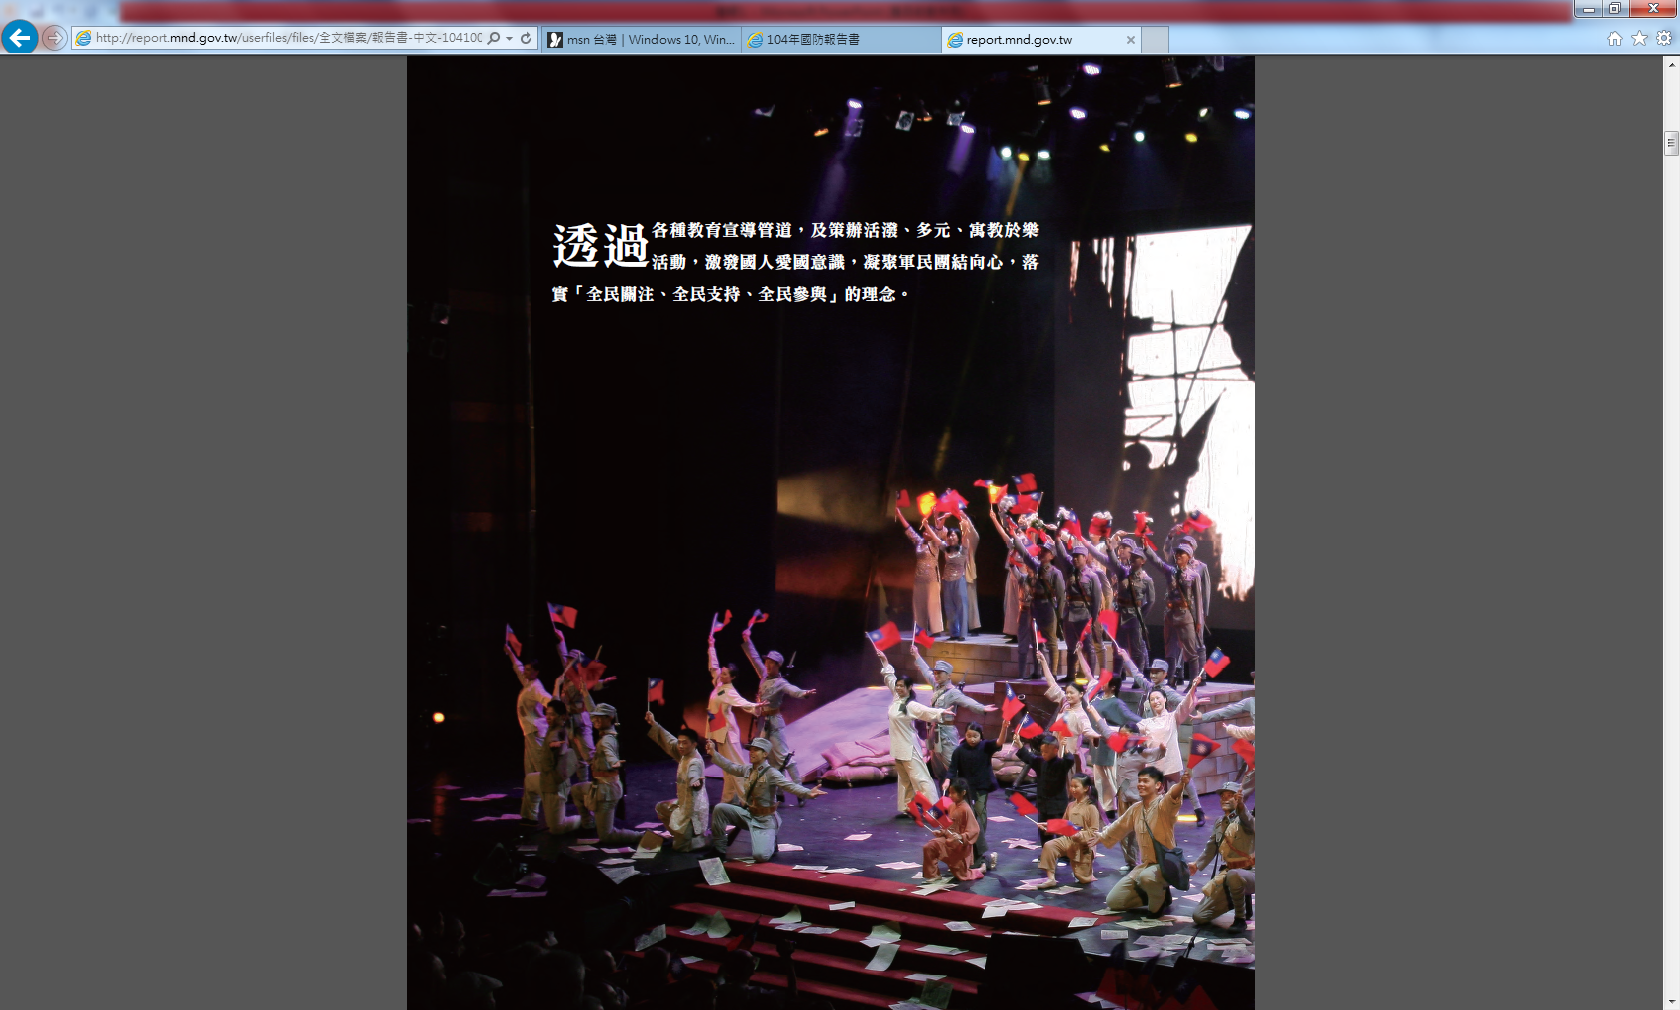 http://report.mnd.gov.tw/userfiles/files/全文檔案/報告書-中文-104100
msn 台灣 | Windows 10, Win...
104年國防報告書
report.mnd.gov.tw
透過各種教育宣導管道，及策辦活潑、多元、寓教於樂
活動，激發國人愛國意識，凝聚軍民團結向心，落
實「全民關注、全民支持、全民參與」的理念。